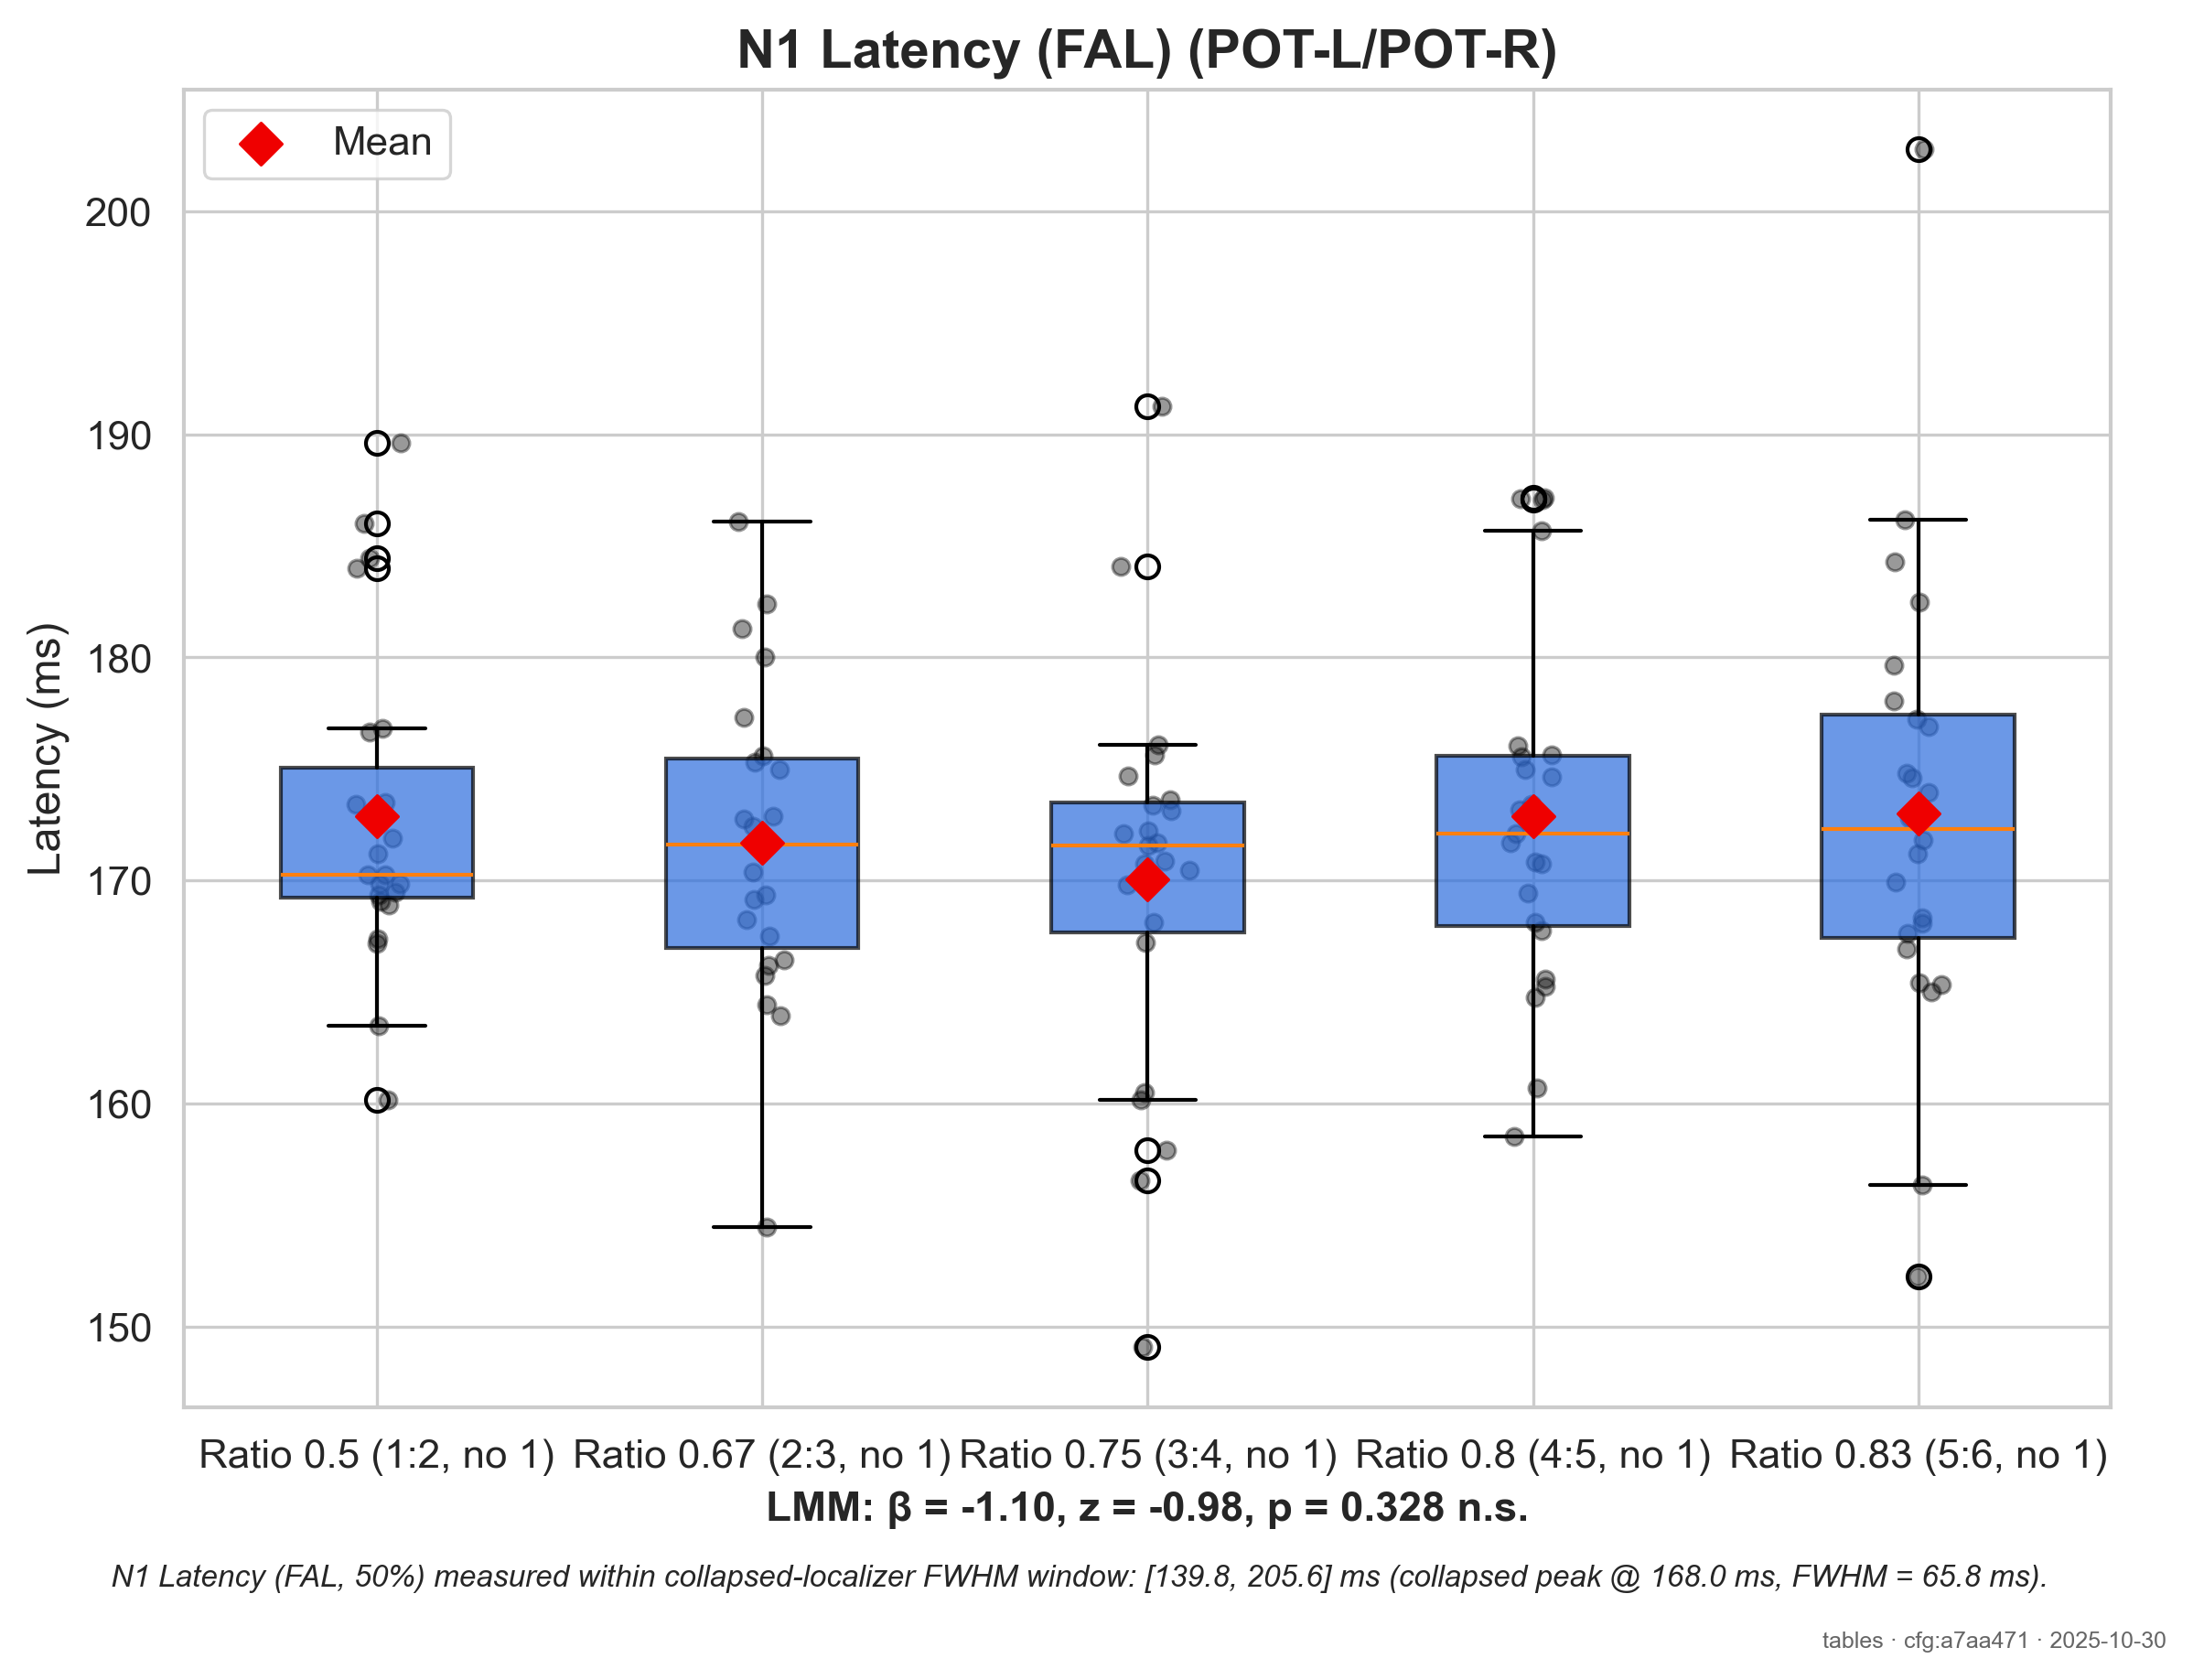 N1 Latency (FAL) (POT-L/POT-R)
Mean
Latency (ms)
200
190
180
170
160
150
Ratio 0.5 (1:2, no 1) Ratio 0.67 (2:3, no 1) Ratio 0.75 (3:4, no 1) Ratio 0.8 (4:5, no 1) Ratio 0.83 (5:6, no 1)
LMM: β = -1.10, z = -0.98, p = 0.328 n.s.
N1 Latency (FAL, 50%) measured within collapsed-localizer FWHM window: [139.8, 205.6] ms (collapsed peak @ 168.0 ms, FWHM = 65.8 ms).
tables · cfg:a7aa471 · 2025-10-30